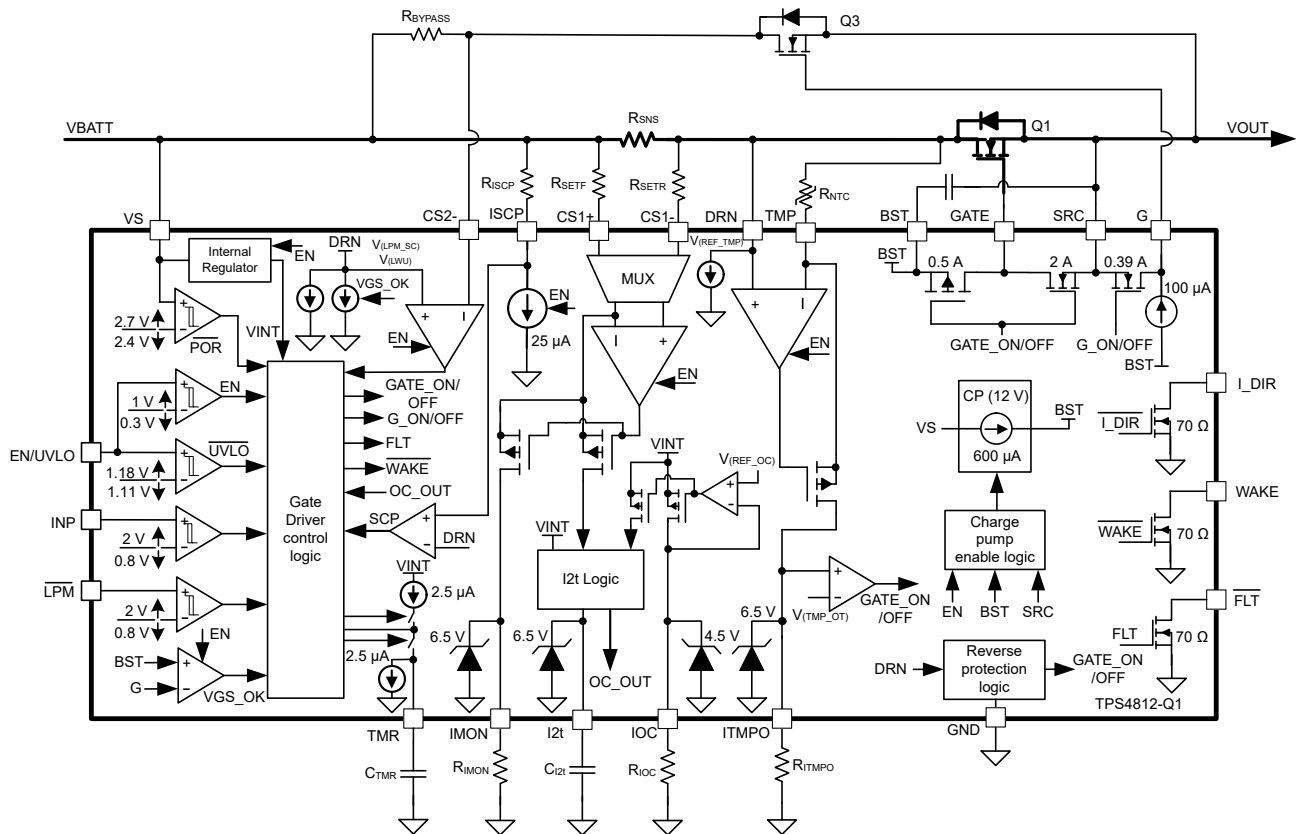 RBYPASS
Q3
VBATT
RSNS
Q1
VOUT
RISCP
RSETF
RSETR
RNTC
VS
CS2-
ISCP
CS1+
CS1-
DRN
TMP
BST
GATE
SRC
G
Internal Regulator
EN
DRN
V(LPM_SC)
V(LWU)
VGS_OK
EN
25 µA
MUX
V(REF_TMP)
BST
0.5 A
2 A
0.39 A
100 µA
GATE_ON/OFF
G_ON/OFF
BST
2.7 V
2.4 V
POR
VINT
EN
+
−
I
+
+
I
EN
EN
1 V
0.3 V
EN
GATE_ON/
OFF
G_ON/OFF
FLT
WAKE
OC_OUT
CP (12 V)
VS
600 µA
BST
I_DIR
I_DIR
70 Ω
EN/UVLO
1.18 V
1.11 V
UVLO
Gate
Driver
control
logic
SCP
+
−
DRN
VINT
V(REF_OC)
+
−
WAKE
WAKE
70 Ω
INP
2 V
0.8 V
VINT
2.5 µA
VINT
I2t Logic
Charge
pump
enable logic
EN
BST
SRC
LPM
2 V
0.8 V
EN
2.5 µA
+
−
V(TMP_OT)
GATE_ON
/OFF
FLT
FLT
70 Ω
BST
G
+
−
VGS_OK
6.5 V
6.5 V
OC_OUT
4.5 V
6.5 V
DRN
Reverse
protection
logic
GATE_ON
/OFF
TPS4812-Q1
TMR
IMON
I2t
IOC
ITMPO
GND
CTMR
RIMON
CI2t
RIOC
RITMPO